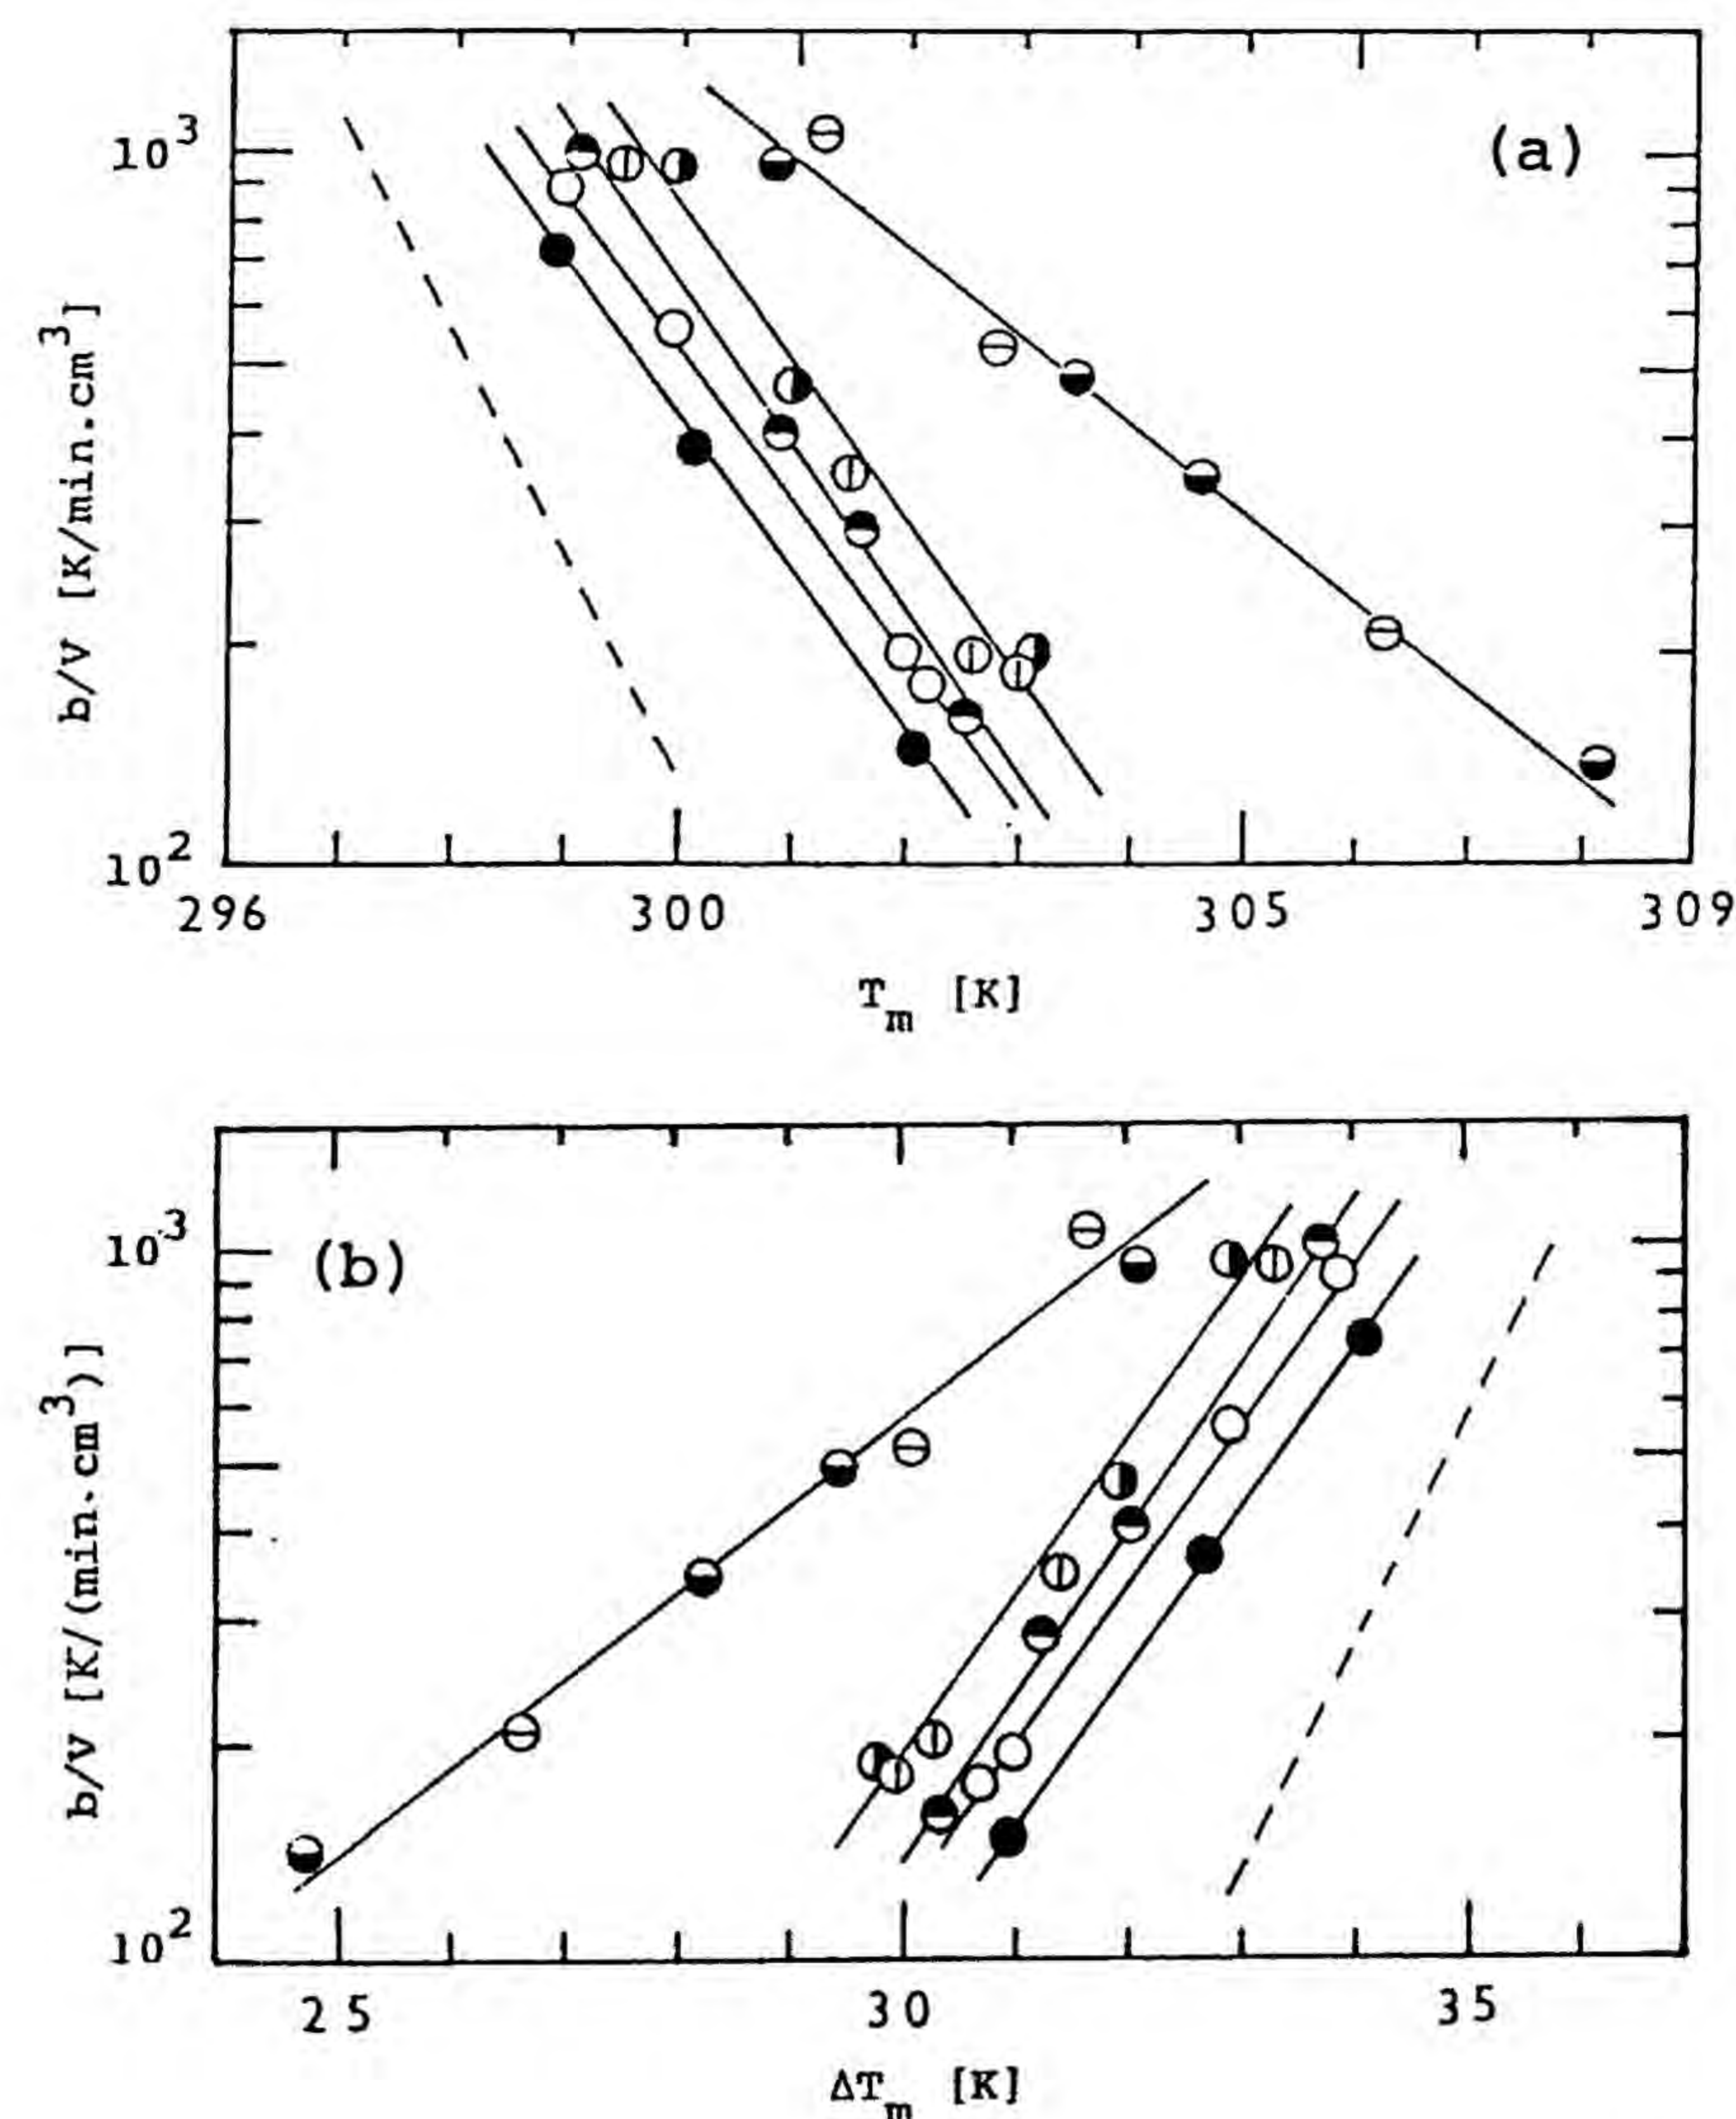 (a)
10^3
b/V [K/min.cm^3]
10^2
296 300 305 309
T_m [K]
(b)
10^3
b/V [K/(min.cm^3)]
10^2
25 30 35
ΔT_m [K]